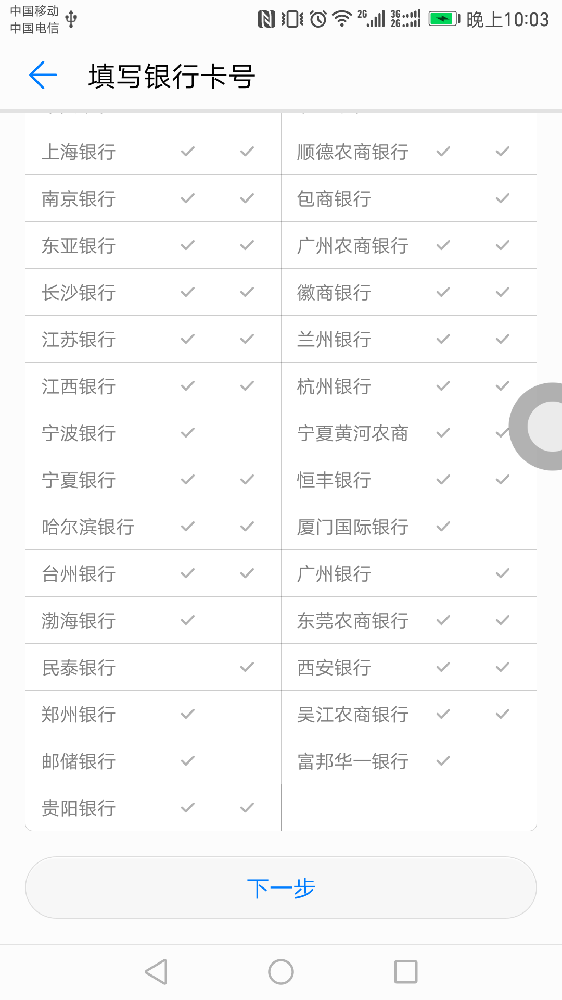 中国移动
中国电信
2G
3G
2G
晚上10:03
填写银行卡号
上海银行 顺德农商银行
南京银行 包商银行
东亚银行 广州农商银行
长沙银行 徽商银行
江苏银行 兰州银行
江西银行 杭州银行
宁波银行 宁夏黄河农商
宁夏银行 恒丰银行
哈尔滨银行 厦门国际银行
台州银行 广州银行
渤海银行 东莞农商银行
民泰银行 西安银行
郑州银行 吴江农商银行
邮储银行 富邦华一银行
贵阳银行
下一步